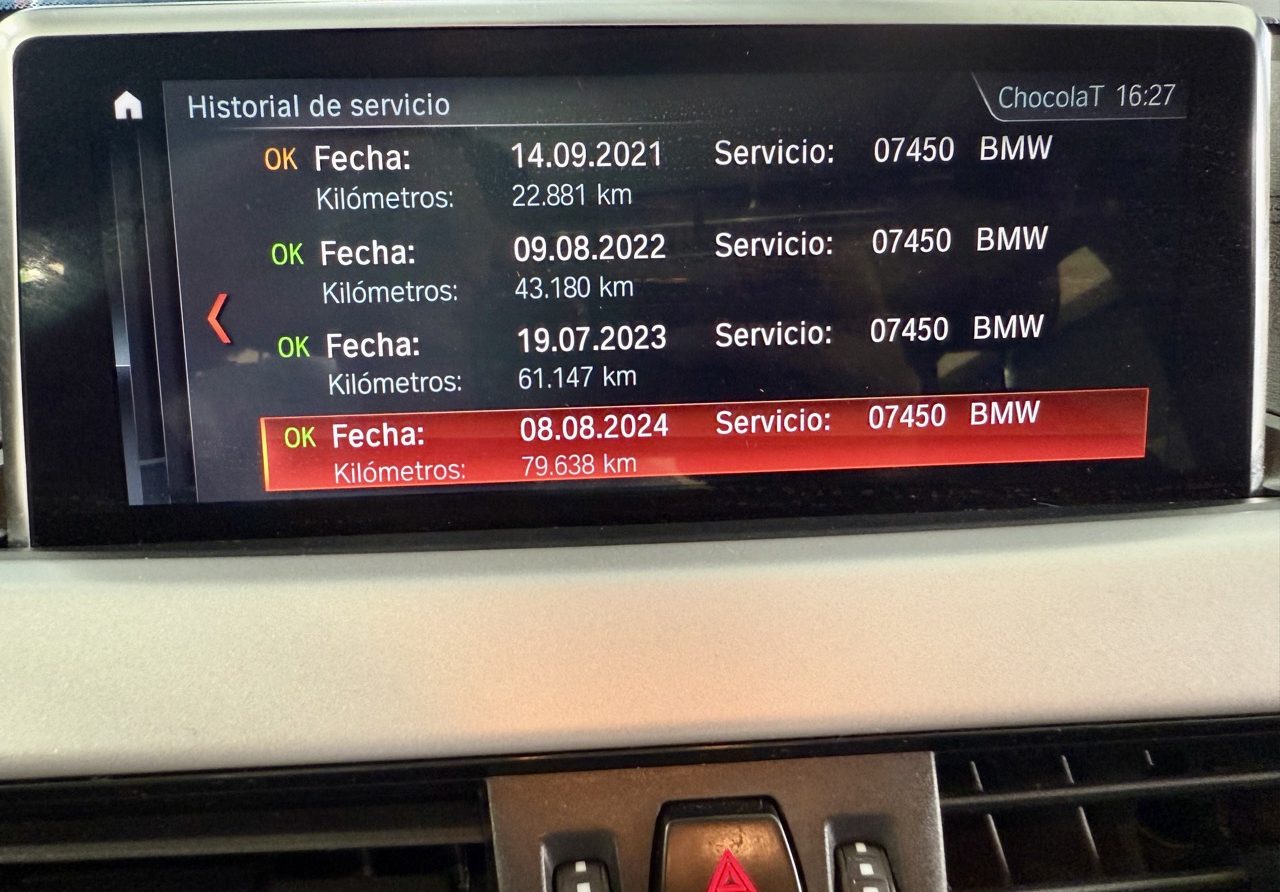 Historial de servicio
ChocolaT 16:27
OK Fecha: 14.09.2021 Servicio: 07450 BMW
Kilómetros: 22.881 km
OK Fecha: 09.08.2022 Servicio: 07450 BMW
Kilómetros: 43.180 km
OK Fecha: 19.07.2023 Servicio: 07450 BMW
Kilómetros: 61.147 km
OK Fecha: 08.08.2024 Servicio: 07450 BMW
Kilómetros: 79.638 km